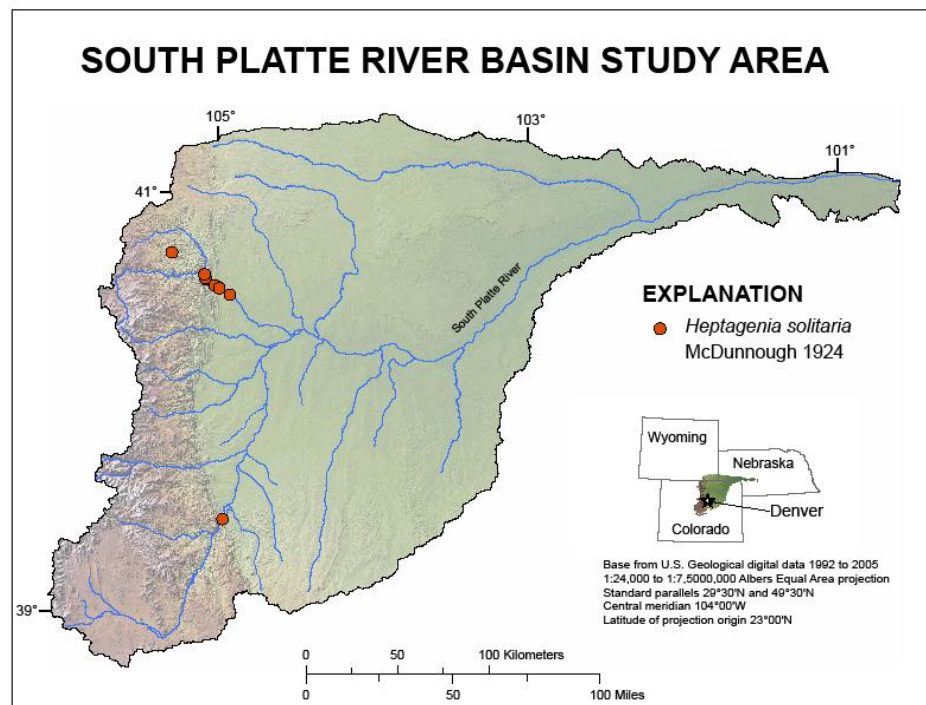 SOUTH PLATTE RIVER BASIN STUDY AREA
105°
103°
101°
41°
South Platte River
EXPLANATION
Heptagenia solitaria
McDunnough 1924
Wyoming
Nebraska
Denver
Colorado
Base from U.S. Geological digital data 1992 to 2005
1:24,000 to 1:7,5000,000 Albers Equal Area projection
Standard parallels 29°30'N and 49°30'N
Central meridian 104°00'W
Latitude of projection origin 23°00'N
39°
0 50 100 Kilometers
0 50 100 Miles